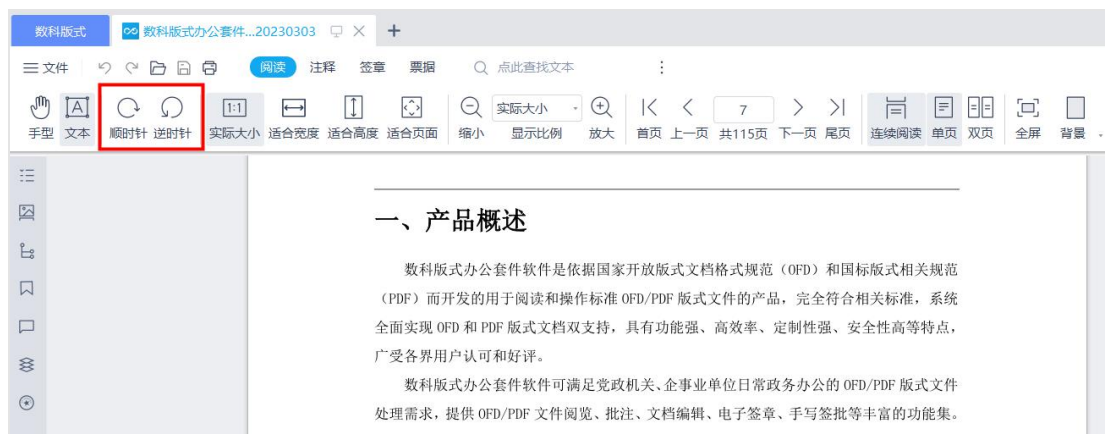 数科版式 数科版式办公套件...20230303
文件 阅读 注释 签章 票据 点此查找文本
1:1 实际大小 7
手型 文本 顺时针 逆时针 实际大小 适合宽度 适合高度 适合页面 缩小 显示比例 放大 首页 上一页 共115页 下一页 尾页 连续阅读 单页 双页 全屏 背景
一、产品概述
数科版式办公套件软件是依据国家开放版式文档格式规范（OFD）和国标版式相关规范
（PDF）而开发的用于阅读和操作标准 OFD/PDF 版式文件的产品，完全符合相关标准，系统
全面实现 OFD 和 PDF 版式文档双支持，具有功能强、高效率、定制性强、安全性高等特点，
广受各界用户认可和好评。
数科版式办公套件软件可满足党政机关、企事业单位日常政务办公的 OFD/PDF 版式文件
处理需求，提供 OFD/PDF 文件阅览、批注、文档编辑、电子签章、手写签批等丰富的功能集。